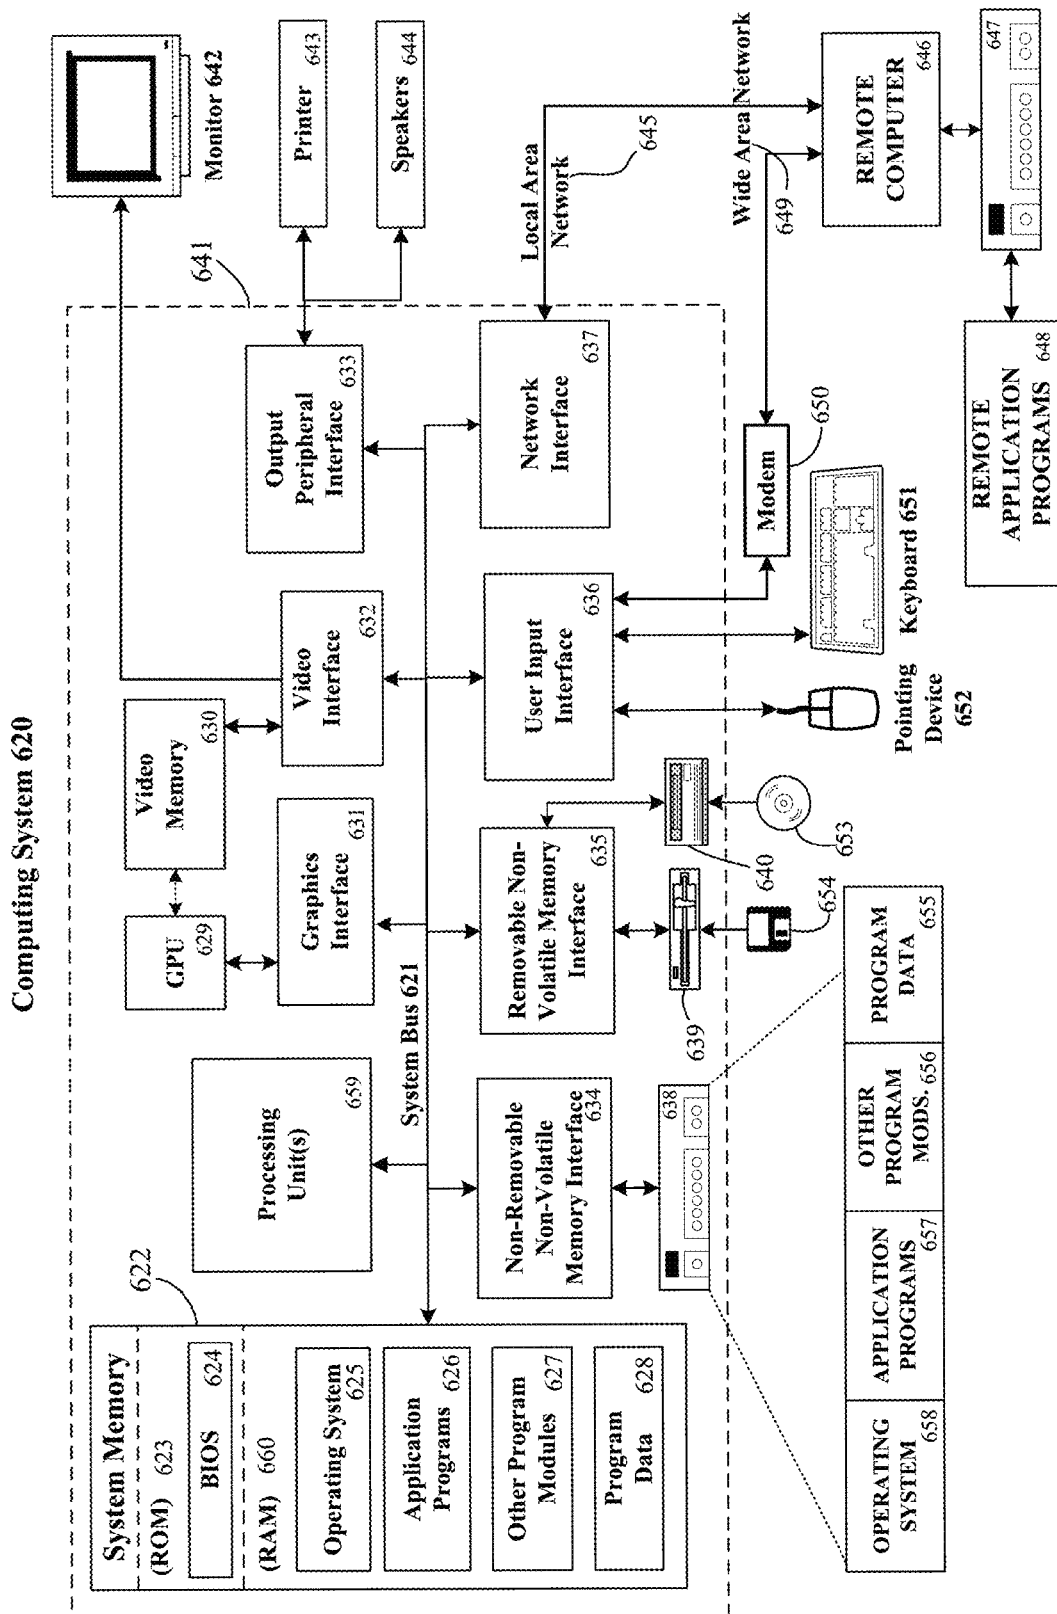 Computing System 620
System Memory
622
(ROM) 623
BIOS 624
(RAM) 660
Operating System
625
Application
Programs 626
Other Program
Modules 627
Program
Data 628
Processing
Unit(s)
659
GPU
629
Video
Memory
630
Graphics
Interface
631
Video
Interface
632
Output
Peripheral
Interface
633
641
Monitor 642
Printer
643
Speakers
644
System Bus 621
Non-Removable
Non-Volatile
Memory Interface
634
Removable Non-
Volatile Memory
Interface
635
User Input
Interface
636
Network
Interface
637
Local Area
Network
645
638
639
640
654
653
Pointing
Device
652
Keyboard 651
Modem
650
Wide Area Network
649
REMOTE
COMPUTER
646
647
REMOTE
APPLICATION
PROGRAMS
648
OPERATING
SYSTEM
658
APPLICATION
PROGRAMS
657
OTHER
PROGRAM
MODS.
656
PROGRAM
DATA
655